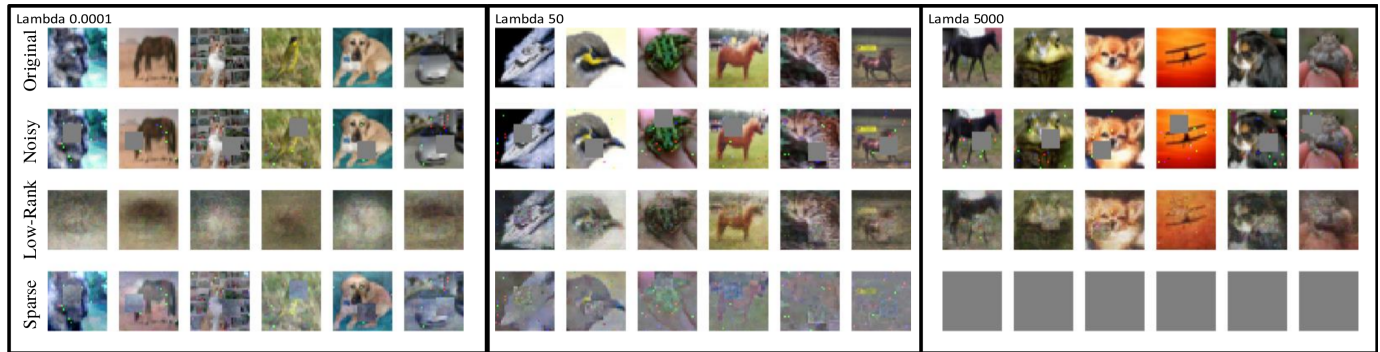 Lambda 0.0001
Lambda 50
Lamda 5000
Original
Noisy
Low-Rank
Sparse